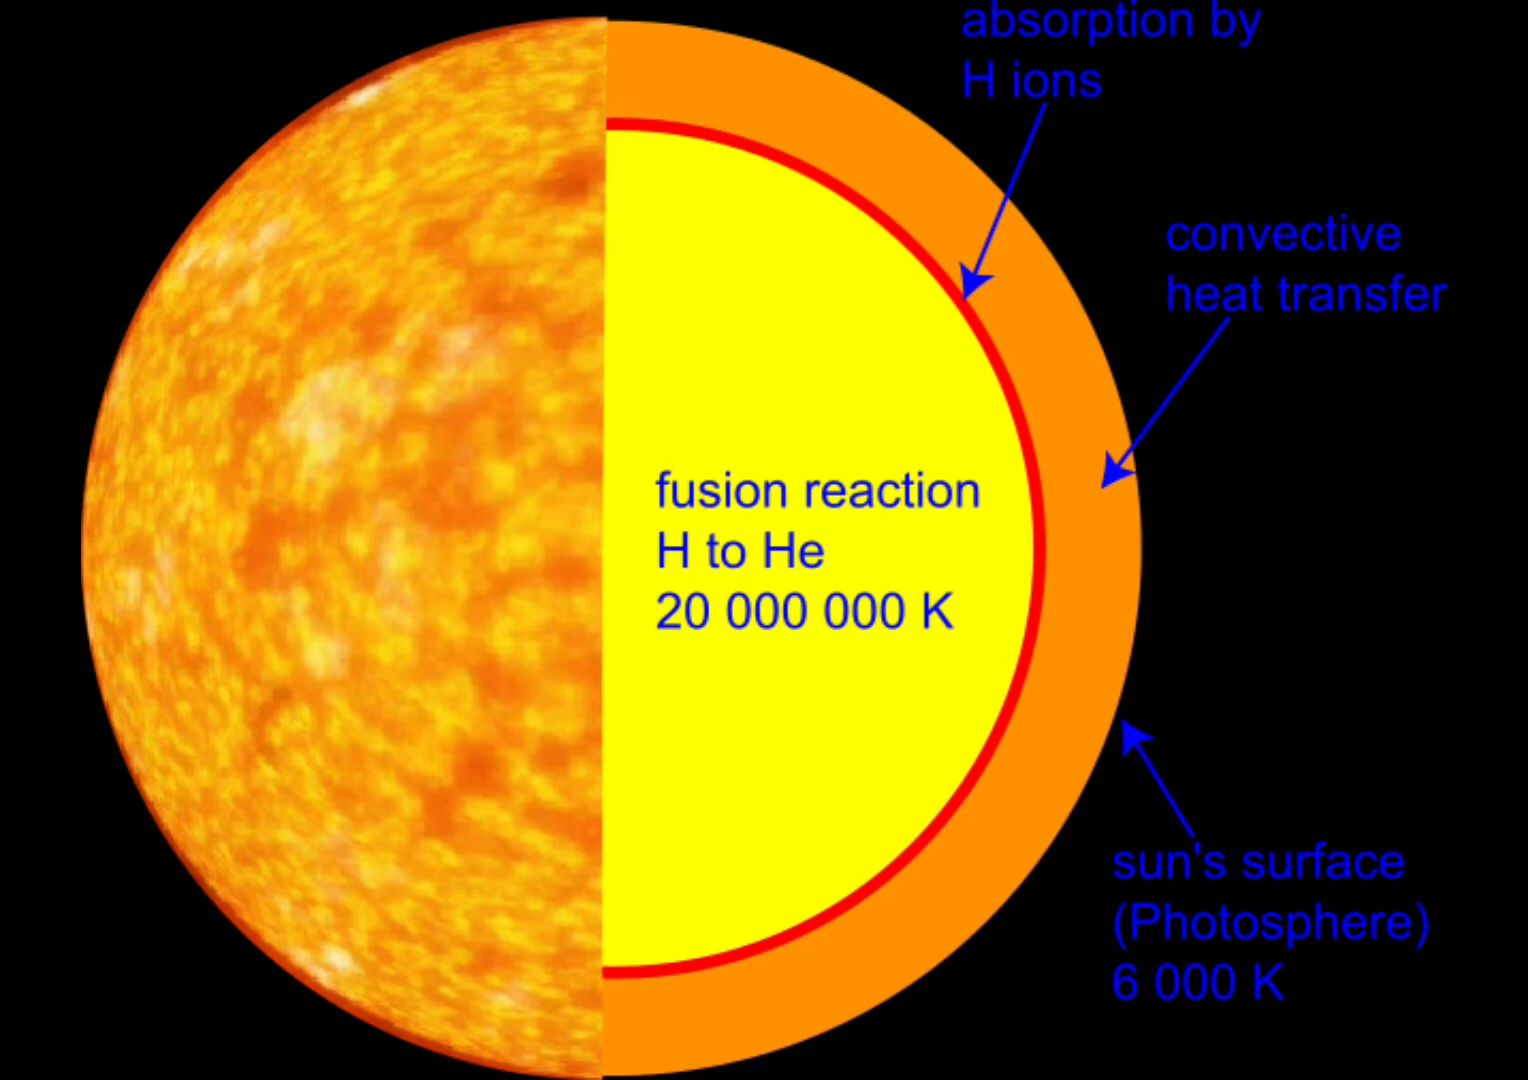 absorption by
H ions
convective
heat transfer
fusion reaction
H to He
20 000 000 K
sun's surface
(Photosphere)
6 000 K